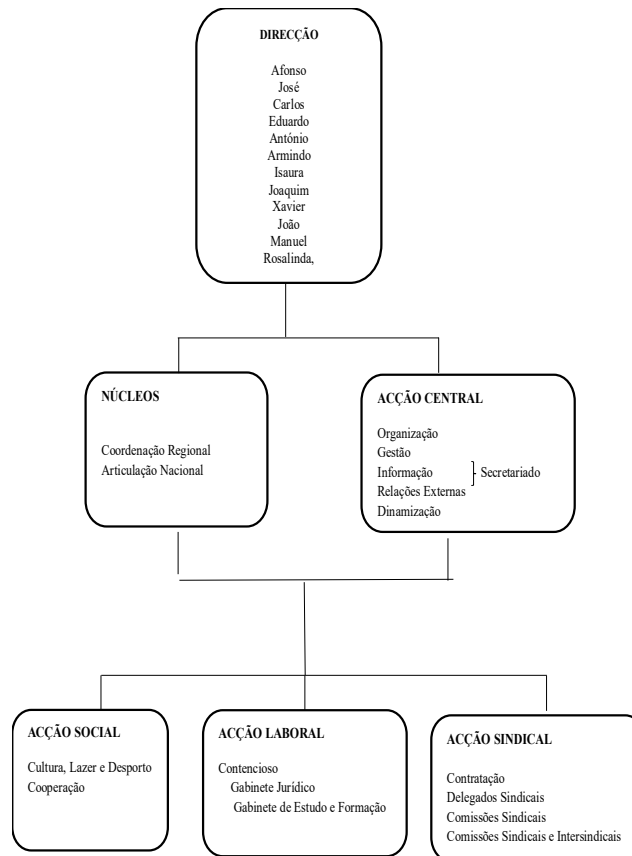 DIRECÇÃO
Afonso
José
Carlos
Eduardo
António
Armindo
Isaura
Joaquim
Xavier
João
Manuel
Rosalinda,
NÚCLEOS
Coordenação Regional
Articulação Nacional
ACÇÃO CENTRAL
Organização
Gestão
Informação
Relações Externas
Dinamização
Secretariado
ACÇÃO SOCIAL
Cultura, Lazer e Desporto
Cooperação
ACÇÃO LABORAL
Contencioso
Gabinete Jurídico
Gabinete de Estudo e Formação
ACÇÃO SINDICAL
Contratação
Delegados Sindicais
Comissões Sindicais
Comissões Sindicais e Intersindicais